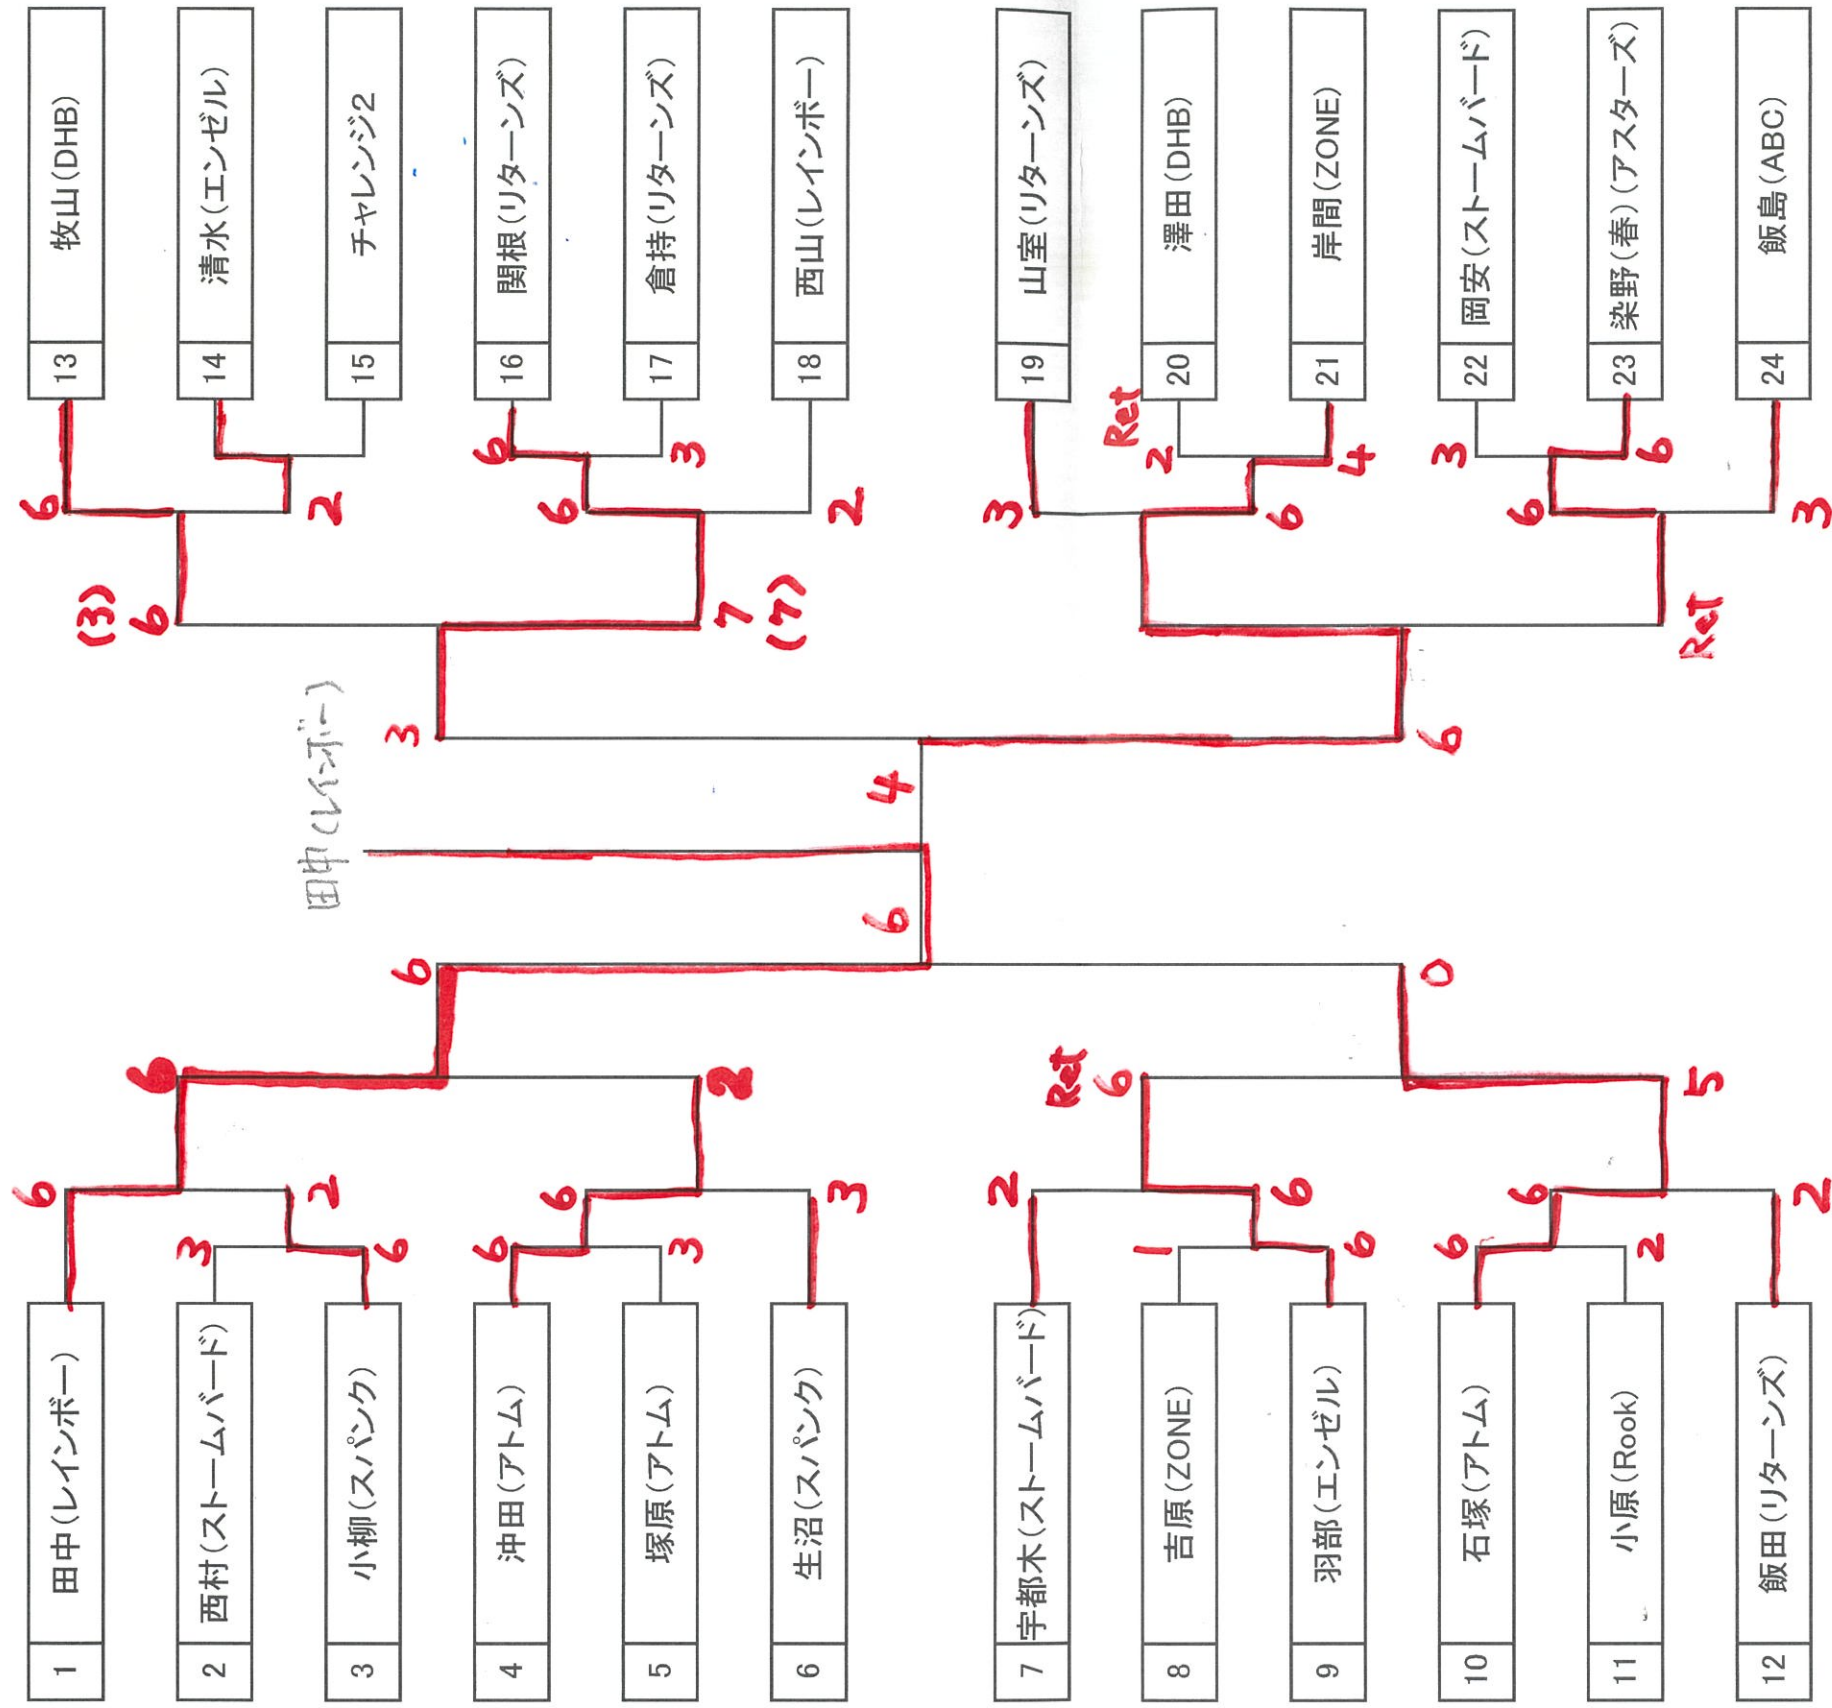 1 田中(レインボー)
2 西村(ストームバード)
3 小柳(スパンク)
4 沖田(アトム)
5 塚原(アトム)
6 生沼(スパンク)
7 宇都木(ストームバード)
8 吉原(ZONE)
9 羽部(エンゼル)
10 石塚(アトム)
11 小原(Rook)
12 飯田(リターンズ)
6
3
2
6
6
6
3
3
2
1
6
6
6
6
2
2
6
2
Ret
6
5
6
0
6
4
田中(レインボー)
3
6
(3)
6
7
(7)
Ret
6
2
6
6
3
2
3
Ret
2
6
4
3
6
6
3
13 牧山(DHB)
14 清水(エンゼル)
15 チャレンジ2
16 関根(リターンズ)
17 倉持(リターンズ)
18 西山(レインボー)
19 山室(リターンズ)
20 澤田(DHB)
21 岸間(ZONE)
22 岡安(ストームバード)
23 染野(春)(アスターズ)
24 飯島(ABC)